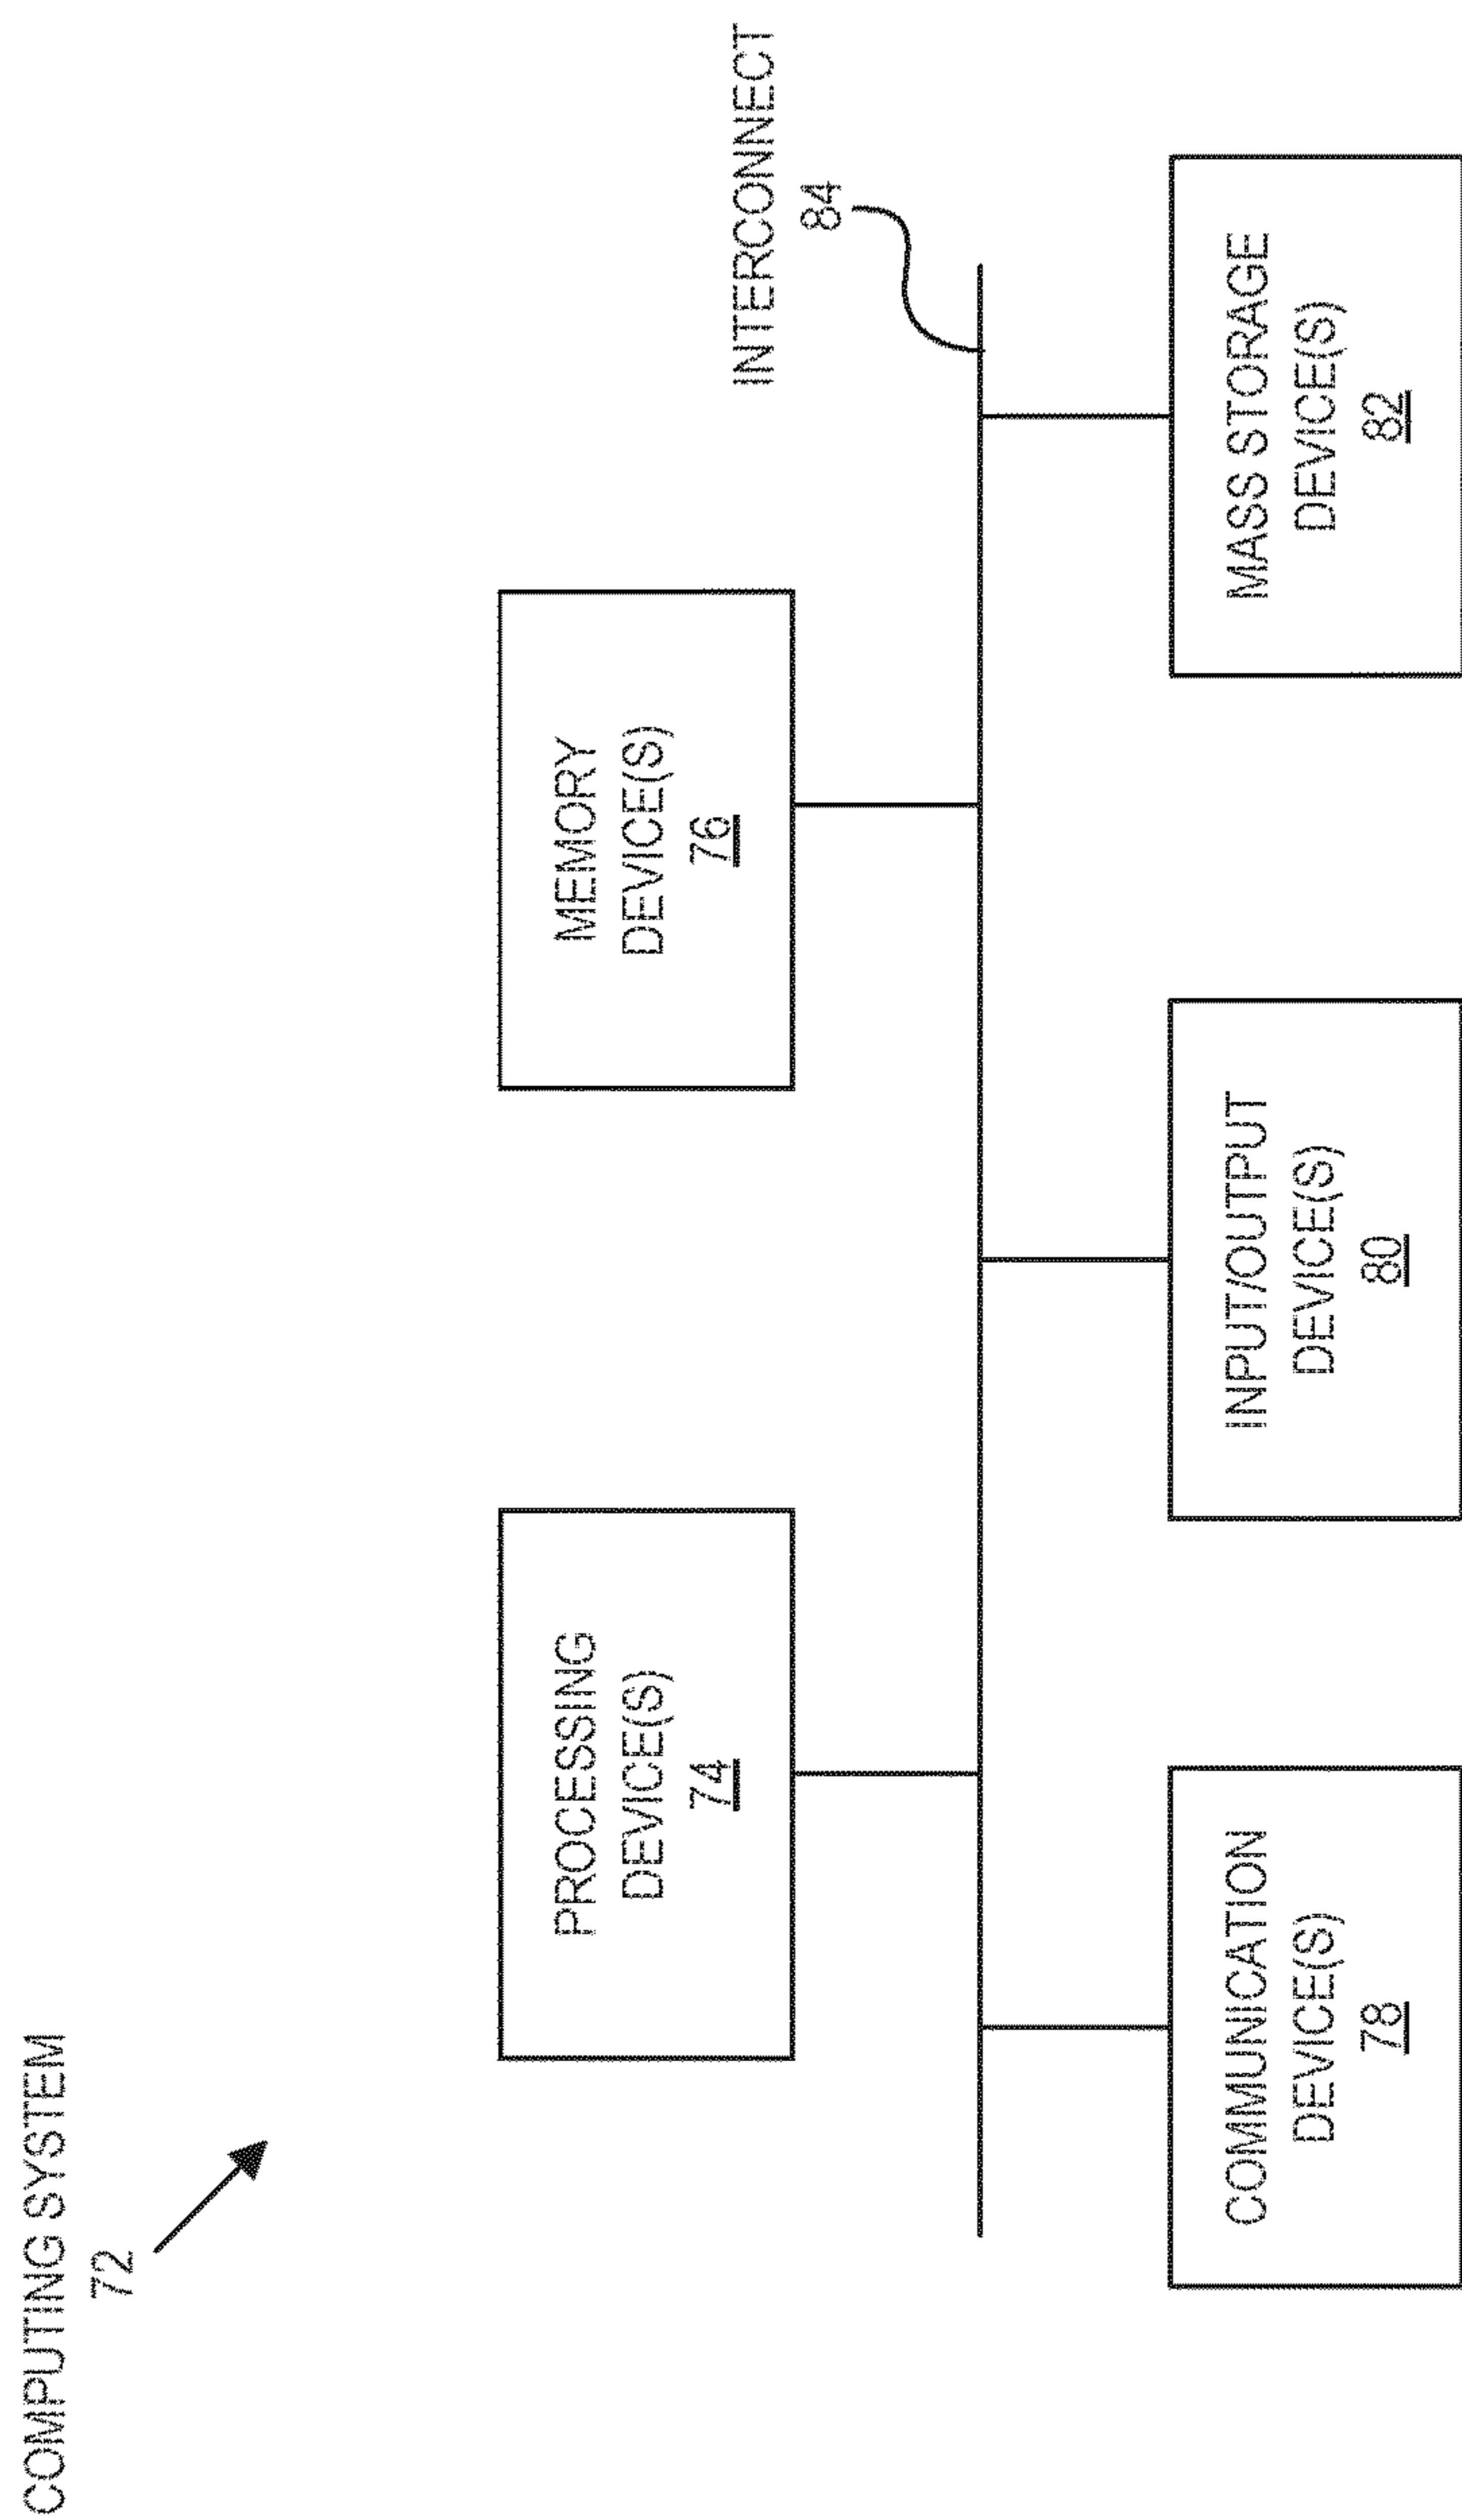 COMPUTING SYSTEM
72
PROCESSING
DEVICE(S)
74
MEMORY
DEVICE(S)
76
INTERCONNECT
84
COMMUNICATION
DEVICE(S)
78
INPUT/OUTPUT
DEVICE(S)
80
MASS STORAGE
DEVICE(S)
82